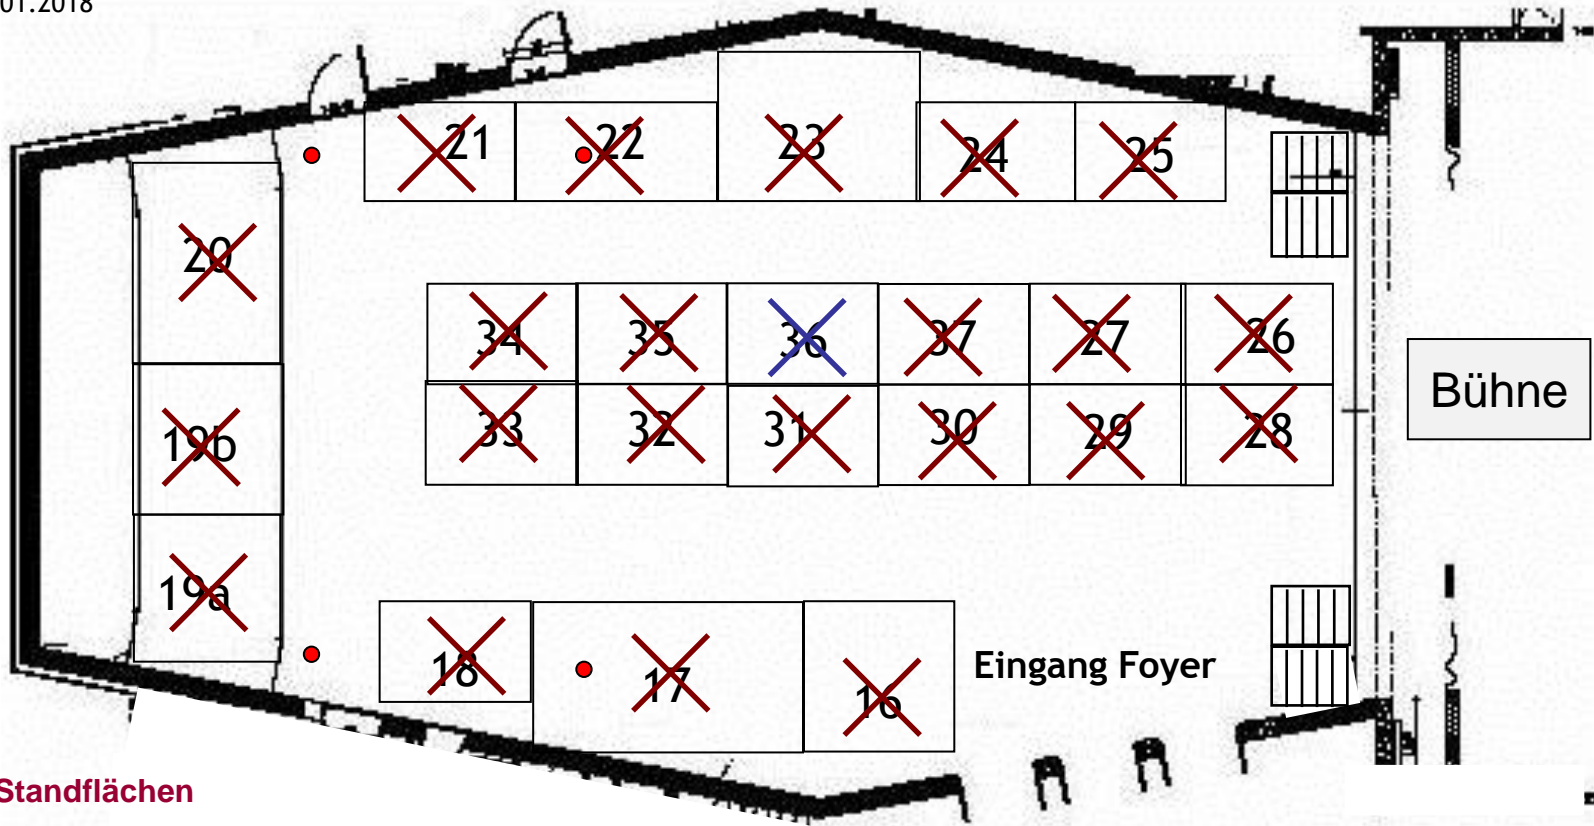 01.2018
21 22 23 24 25
20
34 35 36 37 27 26
Bühne
19b
33 32 31 30 29 28
19a
18 17 16
Eingang Foyer
Standflächen